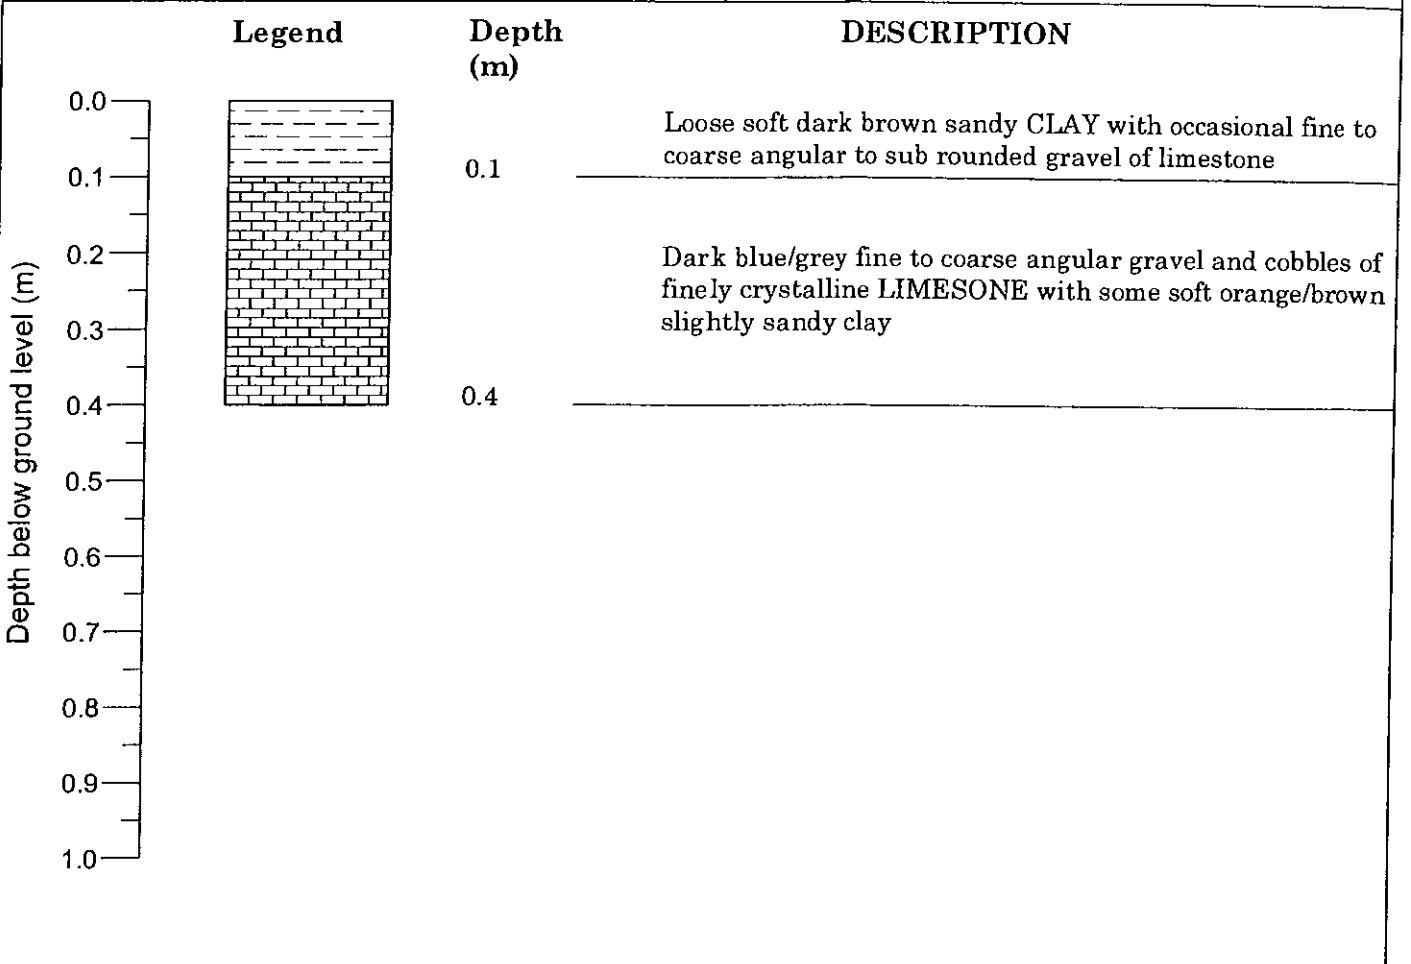 Legend Depth DESCRIPTION
(m)
0.0
Loose soft dark brown sandy CLAY with occasional fine to
coarse angular to sub rounded gravel of limestone
0.1
0.1
0.2
Dark blue/grey fine to coarse angular gravel and cobbles of
finely crystalline LIMESONE with some soft orange/brown
slightly sandy clay
0.3
0.4
0.4
0.5
0.6
0.7
0.8
0.9
1.0
Depth below ground level (m)